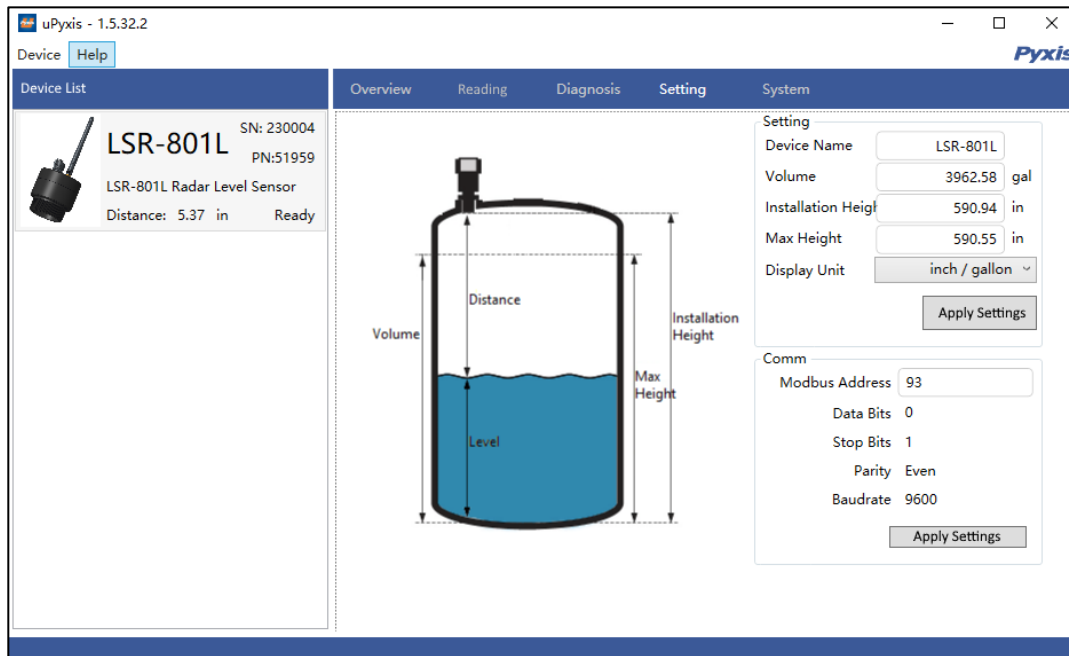 uPyxis - 1.5.32.2
Device Help
Pyxis
Device List
Overview Reading Diagnosis Setting System
LSR-801L
SN: 230004
PN:51959
LSR-801L Radar Level Sensor
Distance: 5.37 in Ready
Distance
Volume
Installation
Height
Max
Height
Level
Setting
Device Name LSR-801L
Volume 3962.58 gal
Installation Heigh 590.94 in
Max Height 590.55 in
Display Unit inch / gallon
Apply Settings
Comm
Modbus Address 93
Data Bits 0
Stop Bits 1
Parity Even
Baudrate 9600
Apply Settings